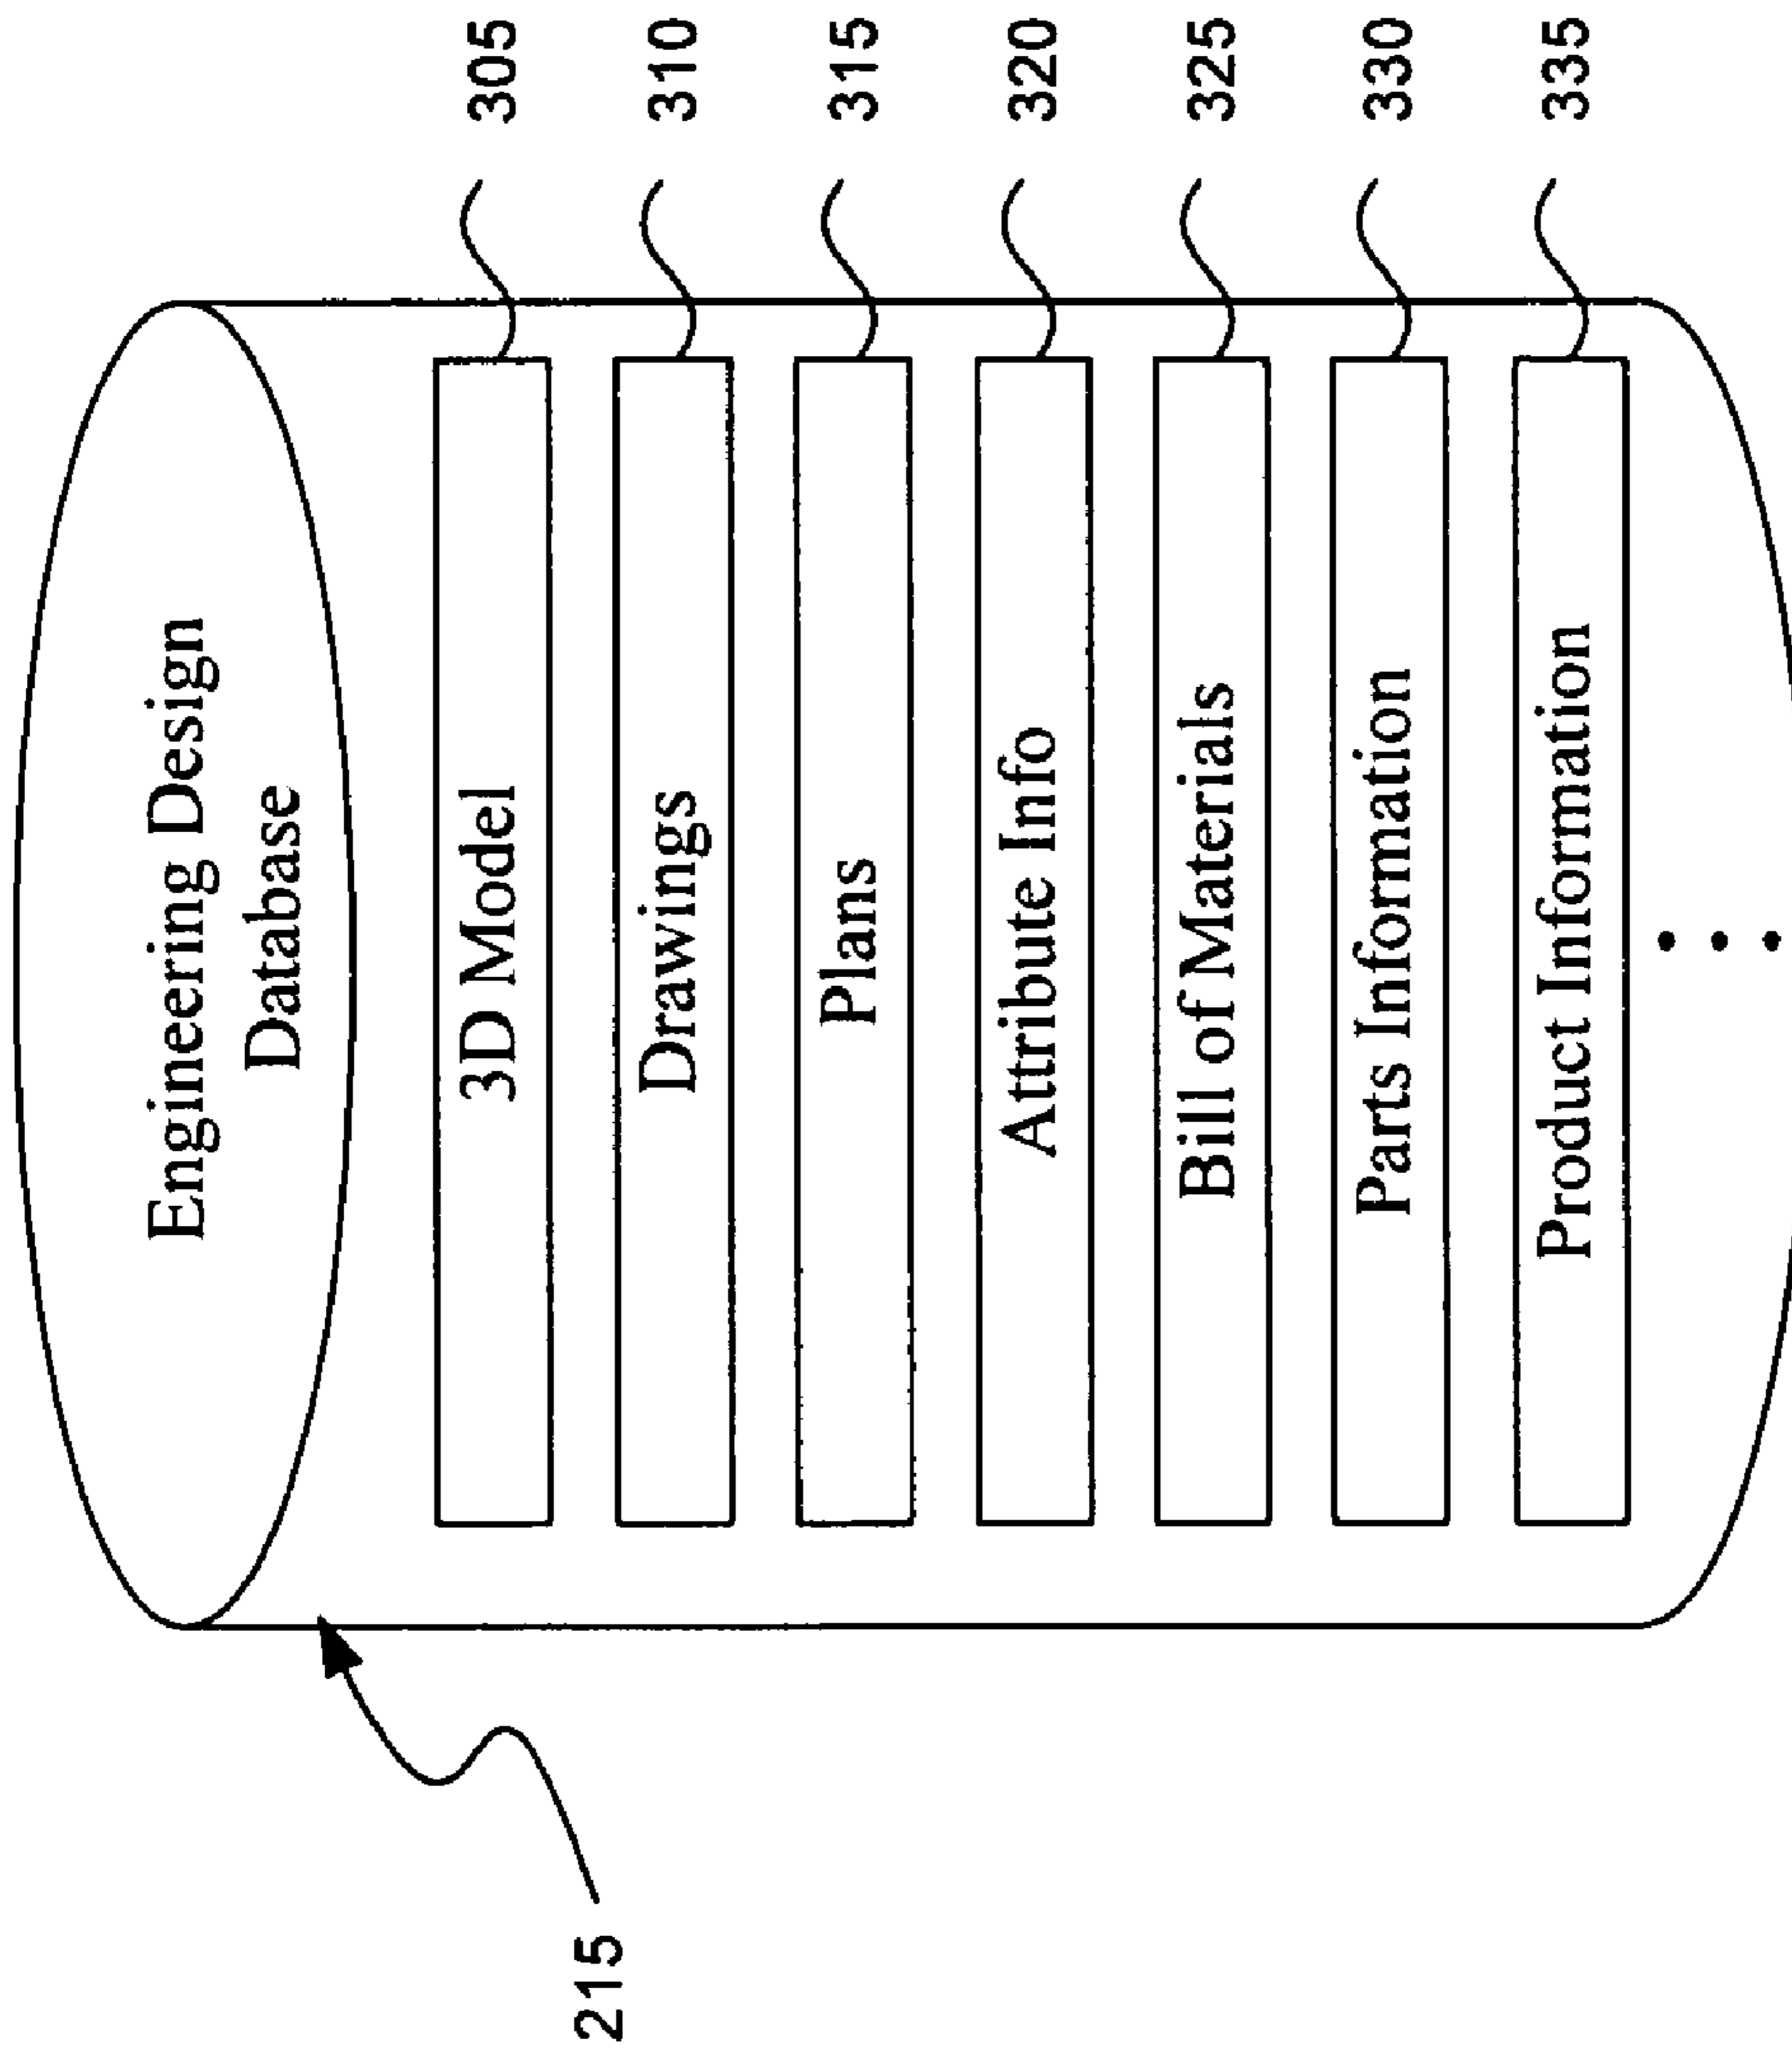 Engineering Design
Database
3D Model
305
Drawings
310
Plans
315
Attribute Info
320
Bill of Materials
325
Parts Information
330
Product Information
335
215